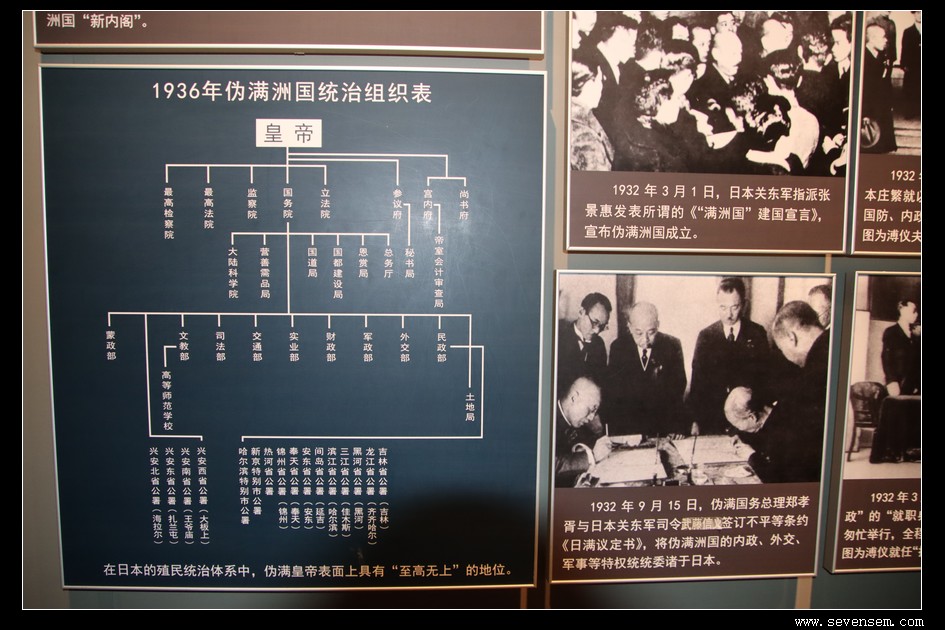 洲国“新内阁”。
1936年伪满洲国统治组织表
皇帝
最高检察院
最高法院
监察院
国务院
立法院
参议府
宫内府
尚书府
大陆科学院
营善需品局
国道局
国都建设局
恩赏局
总务厅
秘书局
帝室会计审查局
蒙政部
文教部
司法部
交通部
实业部
财政部
军政部
外交部
民政部
高等师范学校
土地局
兴安北省公署（海拉尔）
兴安东省公署（扎兰屯）
兴安南省公署（王爷庙）
兴安西省公署（大板上）
哈尔滨特别市公署
新京特别市公署
热河省公署
锦州省公署（锦州）
奉天省公署（奉天）
安东省公署（安东）
间岛省公署（延吉）
滨江省公署（哈尔滨）
三江省公署（佳木斯）
黑河省公署（黑河）
龙江省公署（齐齐哈尔）
吉林省公署（吉林）
在日本的殖民统治体系中，伪满皇帝表面上具有“至高无上”的地位。
1932 年 3 月 1 日，日本关东军指派张
景惠发表所谓的《“满洲国”建国宣言》，
宣布伪满洲国成立。
1932
本庄繁就
国防、内政
图为溥仪夫
1932 年 9 月 15 日，伪满国务总理郑孝
胥与日本关东军司令武藤信义签订不平等条约
《日满议定书》，将伪满洲国的内政、外交、
军事等特权统统委诸于日本。
1932 年 3
政”的“就职
匆忙举行，全程
图为溥仪就任“
www.sevensem.com